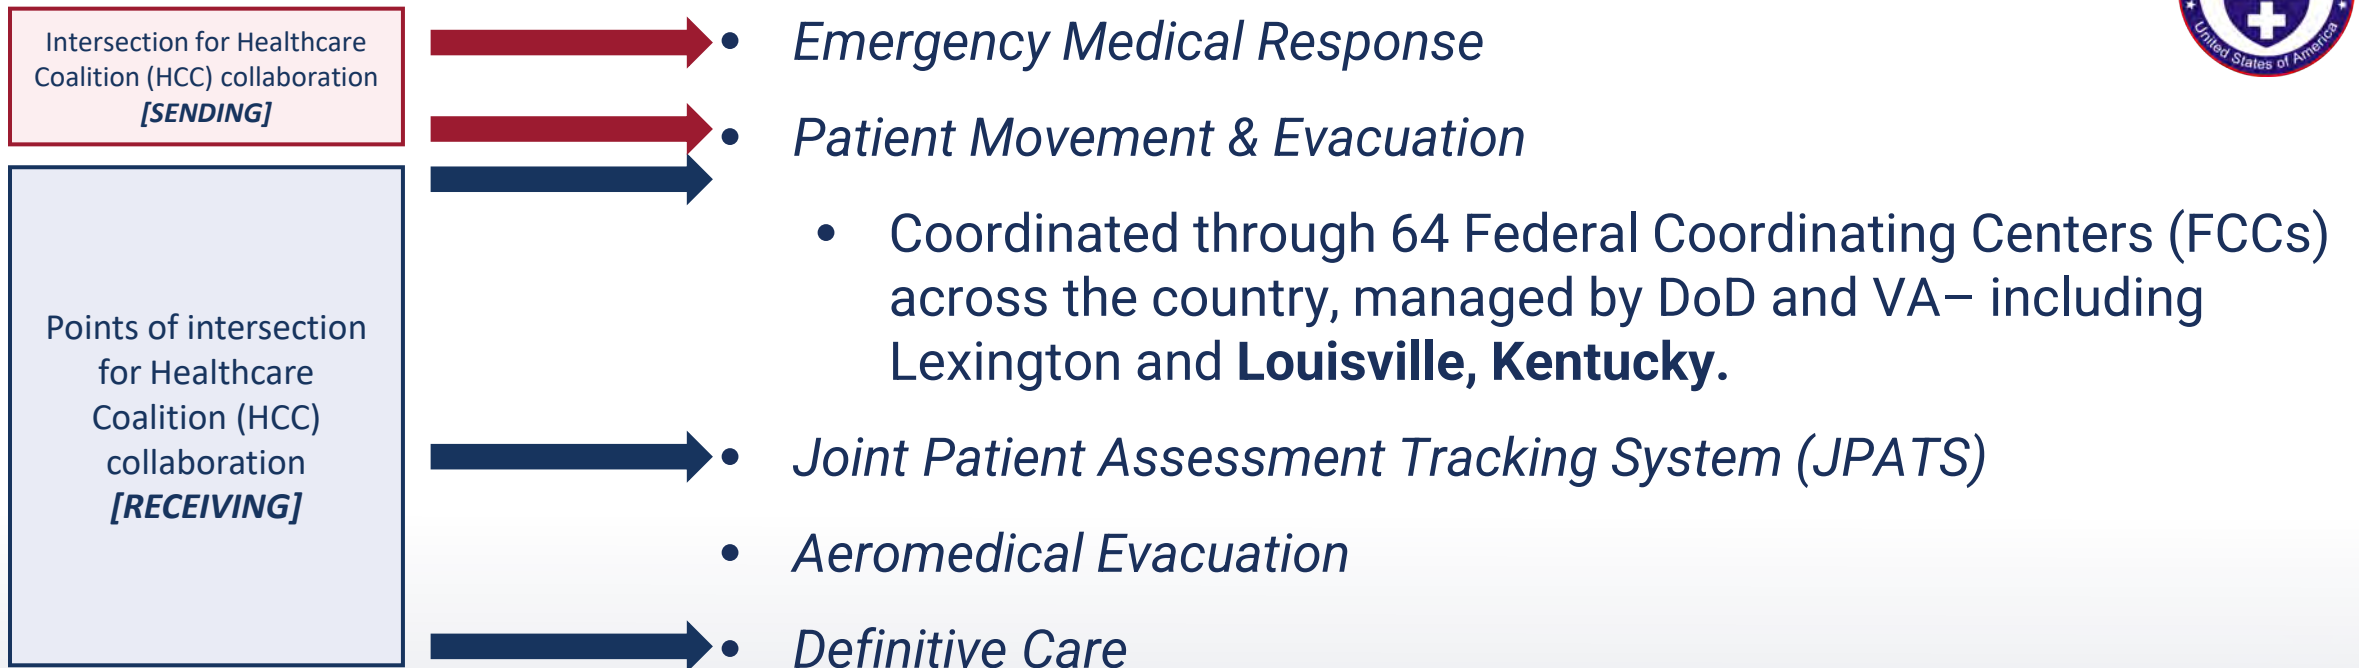 Intersection for Healthcare
Coalition (HCC) collaboration
[SENDING]
Points of intersection
for Healthcare
Coalition (HCC)
collaboration
[RECEIVING]
• Emergency Medical Response
• Patient Movement & Evacuation
• Coordinated through 64 Federal Coordinating Centers (FCCs)
across the country, managed by DoD and VA– including
Lexington and Louisville, Kentucky.
• Joint Patient Assessment Tracking System (JPATS)
• Aeromedical Evacuation
• Definitive Care
United States of America